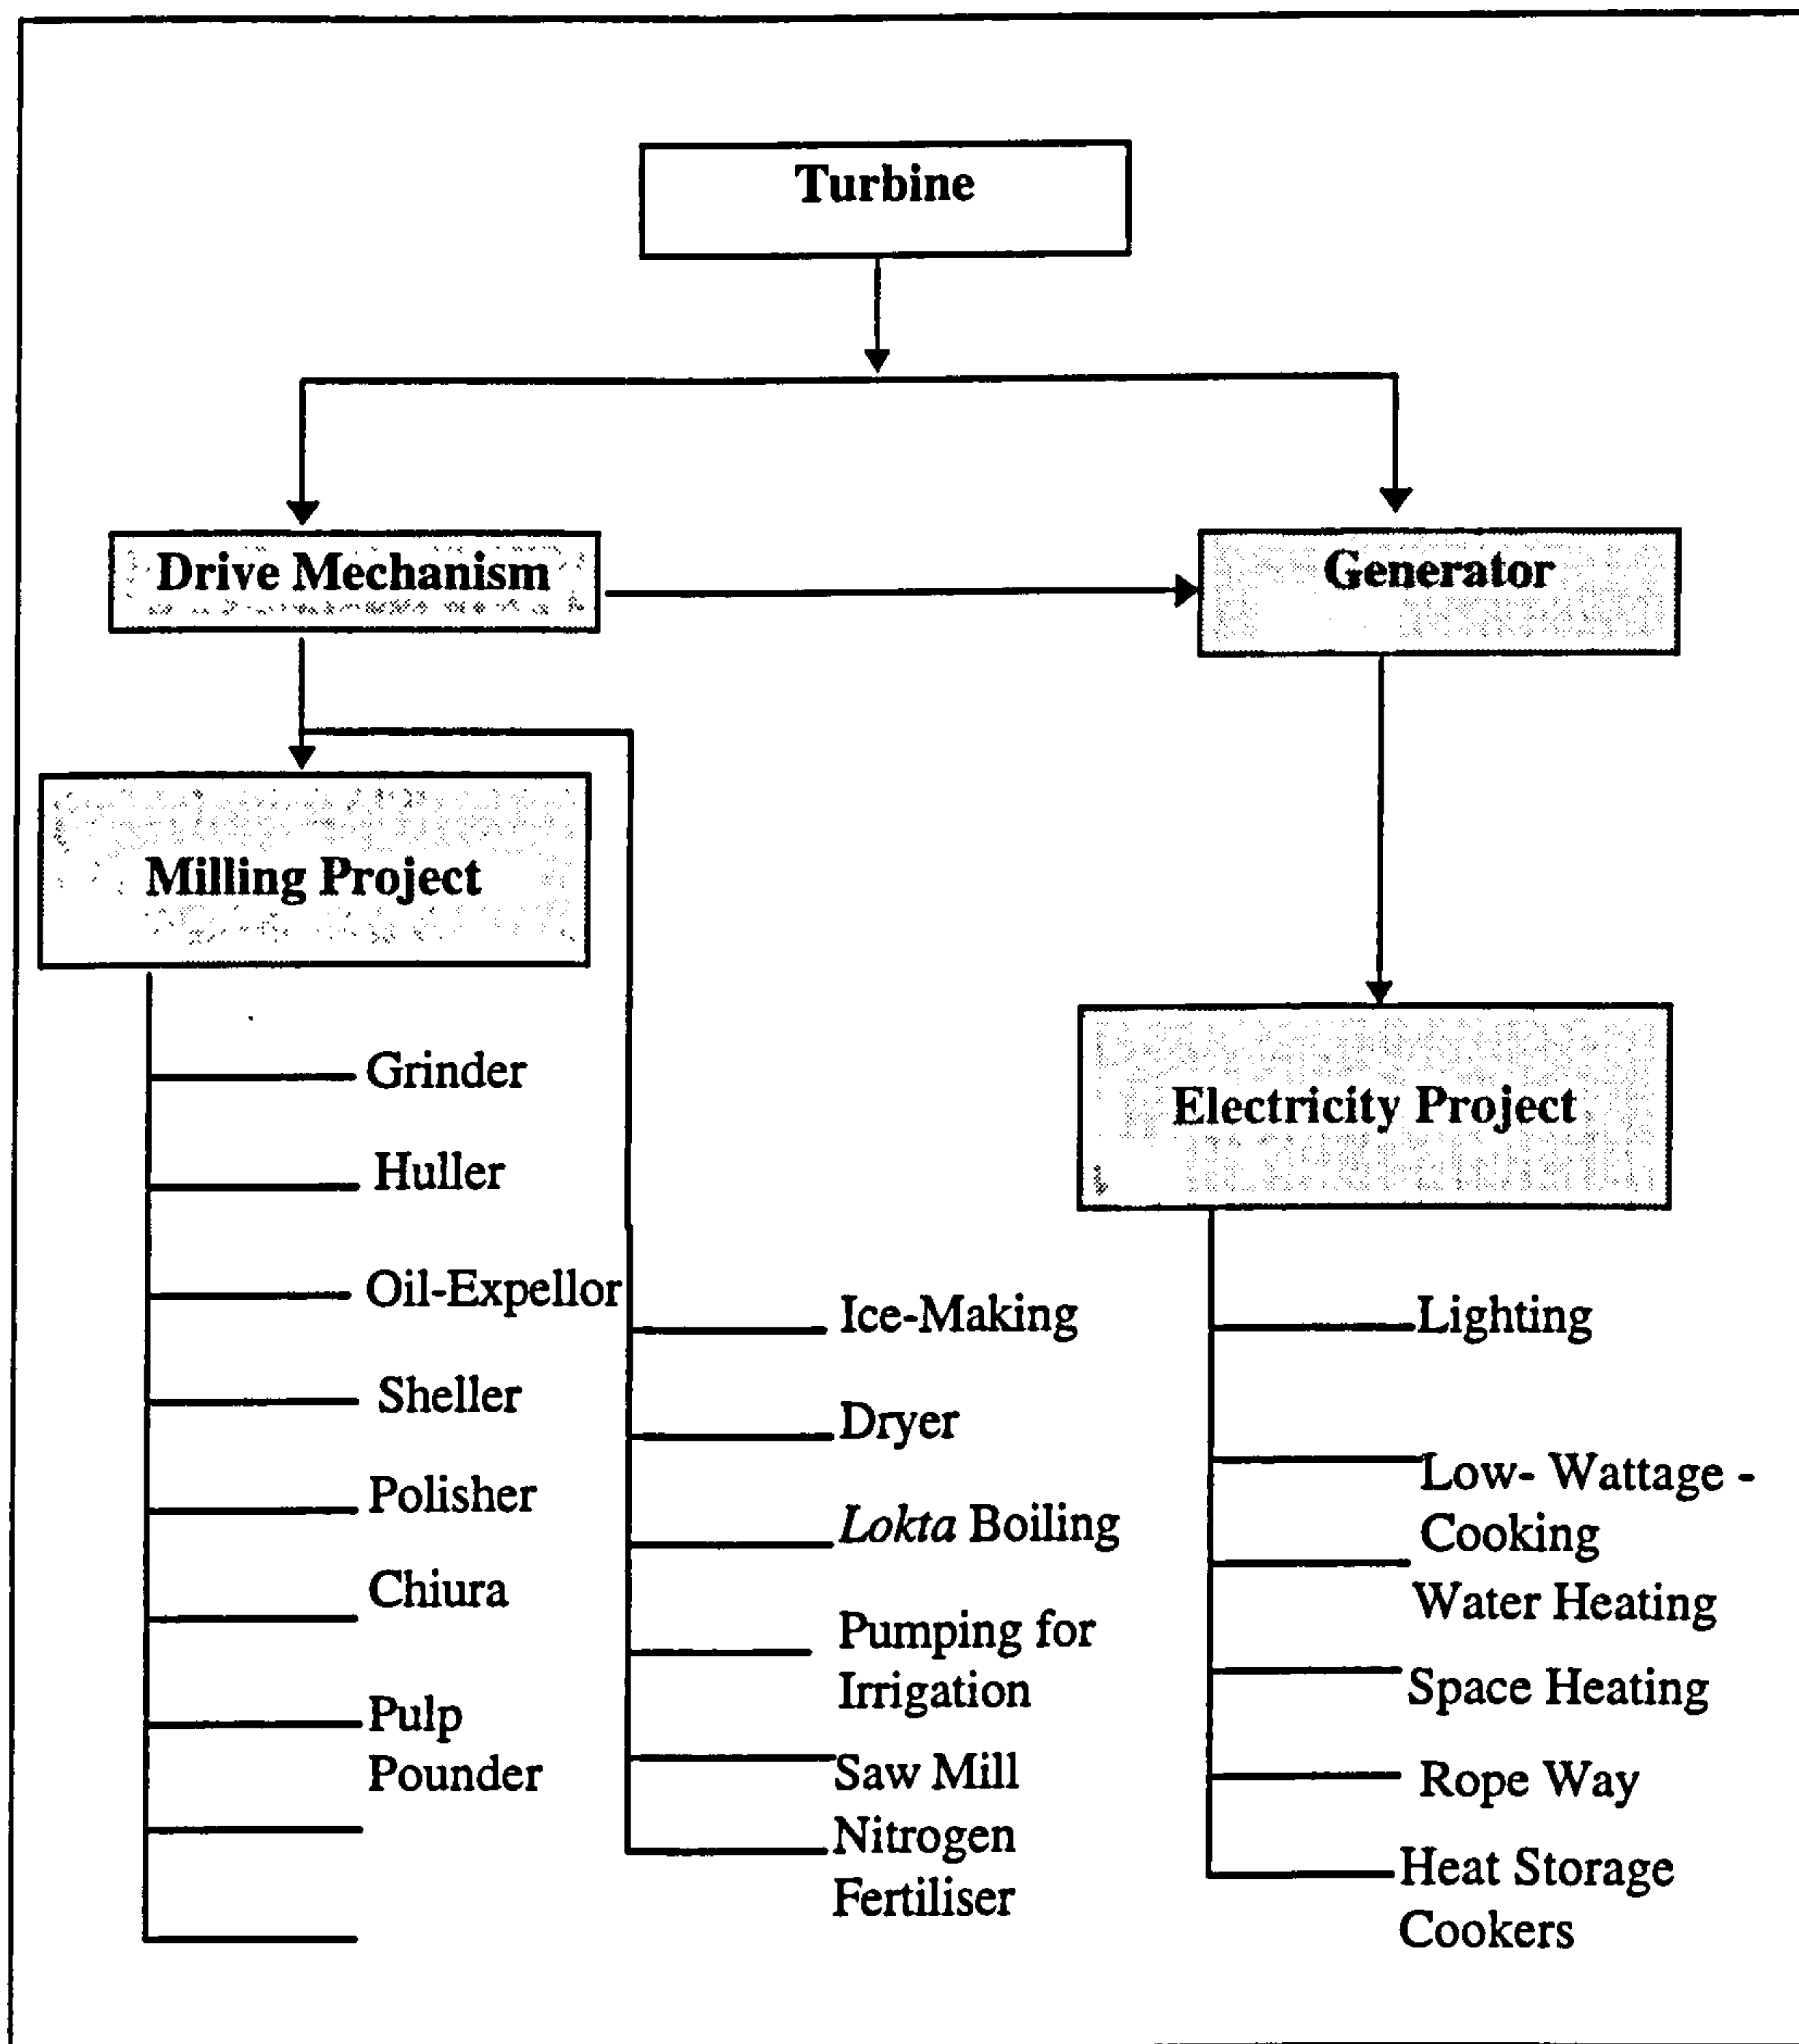 Turbine
Drive Mechanism
Generator
Milling Project
Grinder
Huller
Oil-Expellor
Sheller
Polisher
Chiura
Pulp
Pounder
Ice-Making
Dryer
Lokta Boiling
Pumping for
Irrigation
Saw Mill
Nitrogen
Fertiliser
Electricity Project
Lighting
Low- Wattage -
Cooking
Water Heating
Space Heating
Rope Way
Heat Storage
Cookers